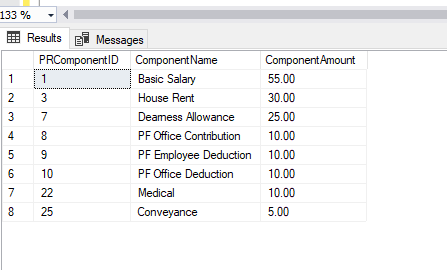 133 %
Results Messages
PRComponentID ComponentName ComponentAmount
1 1 Basic Salary 55.00
2 3 House Rent 30.00
3 7 Dearness Allowance 25.00
4 8 PF Office Contribution 10.00
5 9 PF Employee Deduction 10.00
6 10 PF Office Deduction 10.00
7 22 Medical 10.00
8 25 Conveyance 5.00